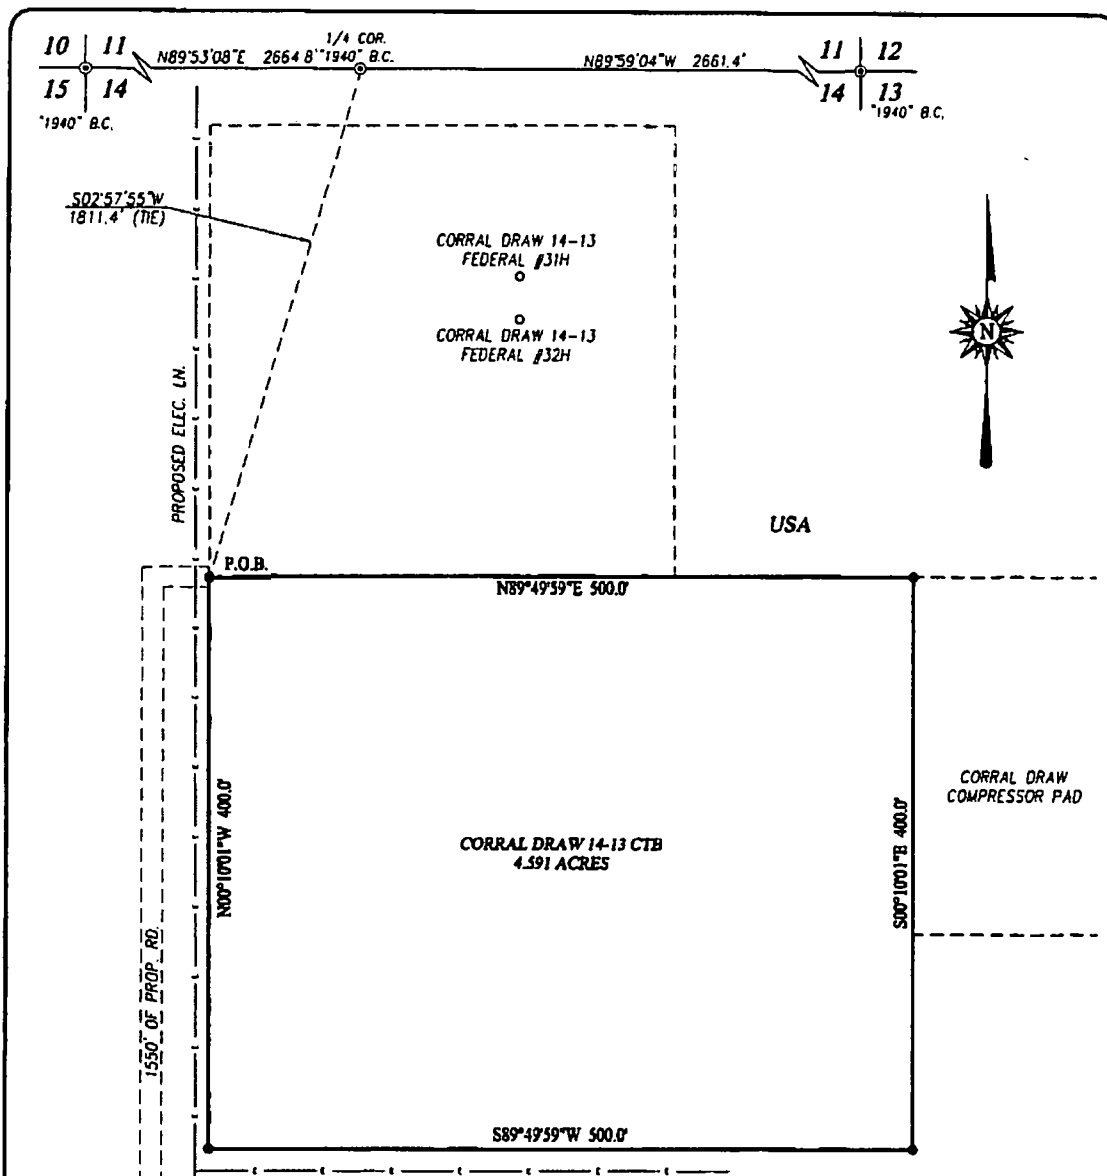 10 11
15 14
"1940" B.C.
N89°53'08"E 2664.8'
1/4 COR.
"1940" B.C.
N89°59'04"W 2661.4'
11 12
14 13
"1940" B.C.
S02°57'55"W
1811.4' (TIE)
CORRAL DRAW 14-13
FEDERAL #31H
CORRAL DRAW 14-13
FEDERAL #32H
N
PROPOSED ELEC. LN.
USA
P.O.B.
N89°49'59"E 500.0'
N00°10'01"W 400.0'
CORRAL DRAW 14-13 CTB
4.591 ACRES
S00°10'01"E 400.0'
CORRAL DRAW
COMPRESSOR PAD
1550' OF PROP. RD.
S89°49'59"W 500.0'